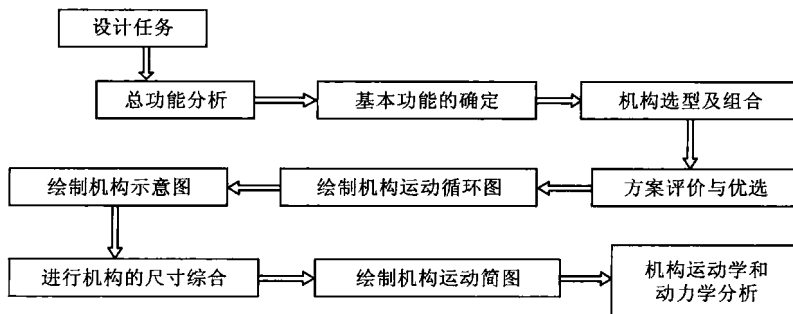 设计任务
总功能分析
基本功能的确定
机构选型及组合
方案评价与优选
绘制机构运动循环图
绘制机构示意图
进行机构的尺寸综合
绘制机构运动简图
机构运动学和
动力学分析